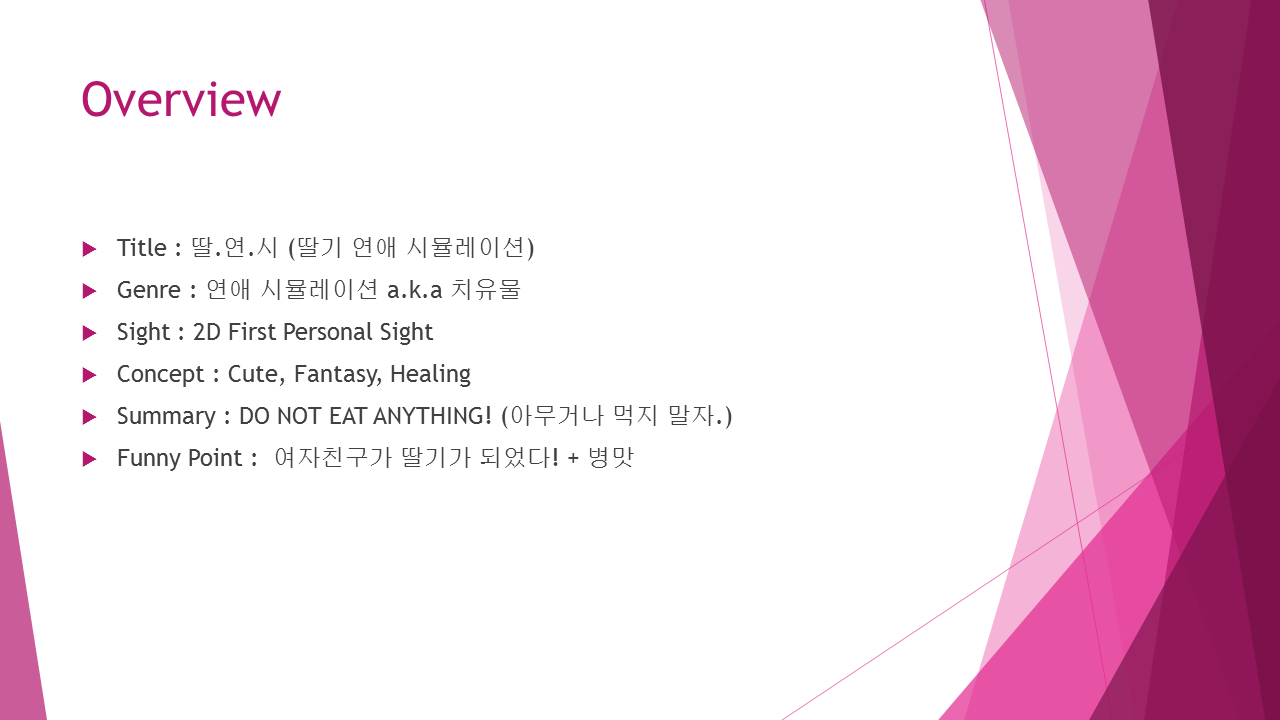 Overview
Title : 딸.연.시 (딸기 연애 시뮬레이션)
Genre : 연애 시뮬레이션 a.k.a 치유물
Sight : 2D First Personal Sight
Concept : Cute, Fantasy, Healing
Summary : DO NOT EAT ANYTHING! (아무거나 먹지 말자.)
Funny Point :  여자친구가 딸기가 되었다! + 병맛